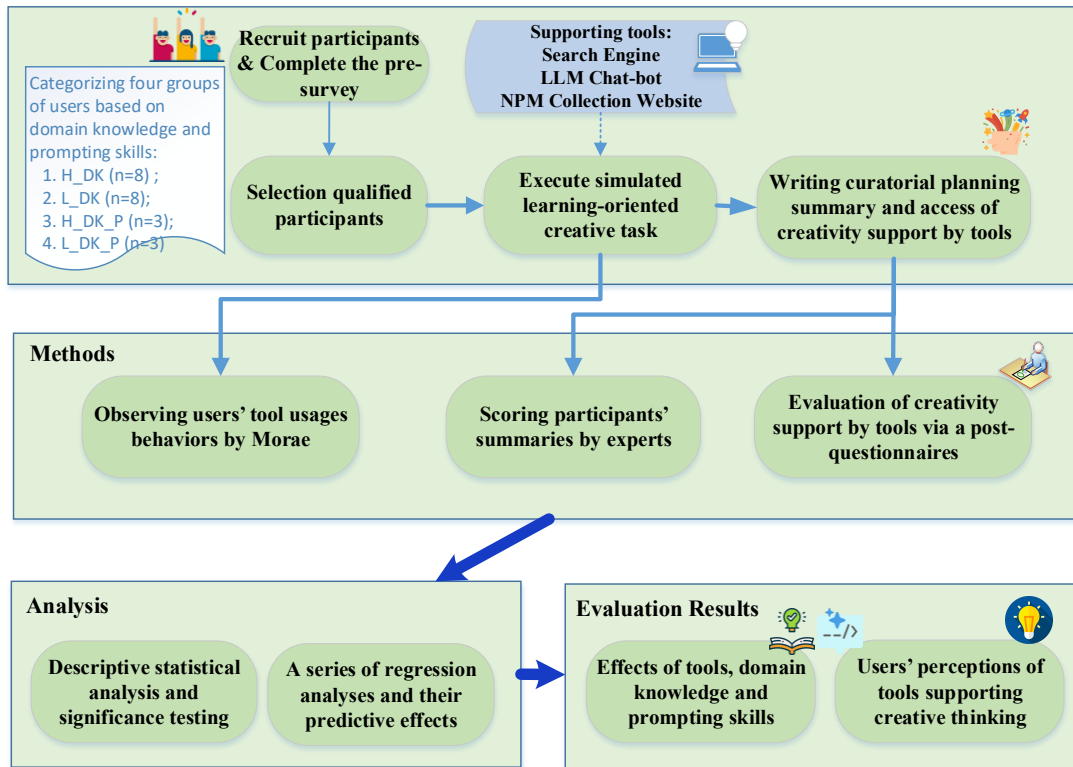 Recruit participants
& Complete the pre-
survey
Supporting tools:
Search Engine
LLM Chat-bot
NPM Collection Website
Categorizing four groups
of users based on
domain knowledge and
prompting skills:
1. H_DK (n=8) ;
2. L_DK (n=8);
3. H_DK_P (n=3);
4. L_DK_P (n=3)
Selection qualified
participants
Execute simulated
learning-oriented
creative task
Writing curatorial planning
summary and access of
creativity support by tools
Methods
Observing users' tool usages
behaviors by Morae
Scoring participants'
summaries by experts
Evaluation of creativity
support by tools via a post-
questionnaires
Analysis
Descriptive statistical
analysis and
significance testing
A series of regression
analyses and their
predictive effects
Evaluation Results
--/>
Effects of tools, domain
knowledge and
prompting skills
Users' perceptions of
tools supporting
creative thinking